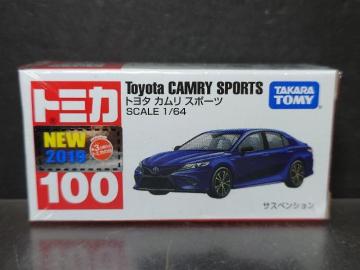 トミカ
Toyota CAMRY SPORTS
トヨタ カムリ スポーツ
SCALE 1/64
TAKARA
TOMY
NEW
2019
100
サスペンション